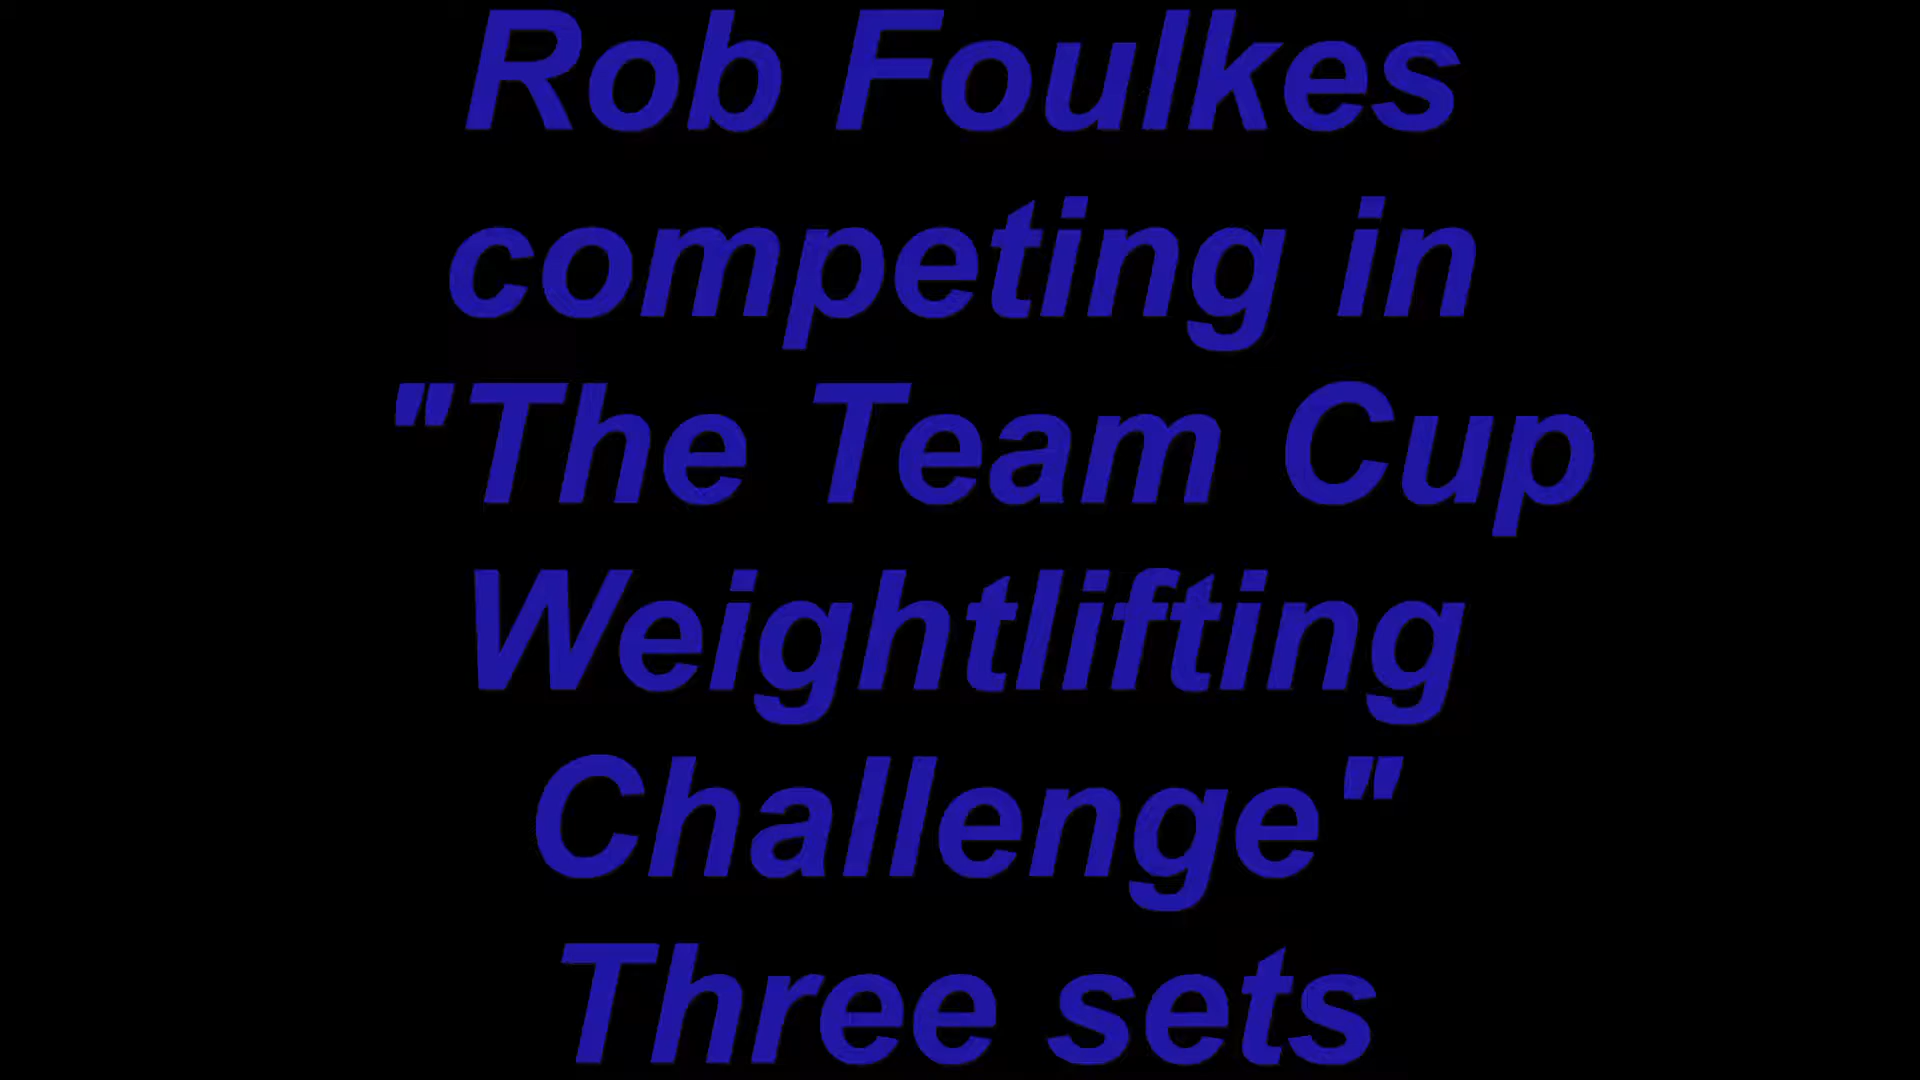 Rob Foulkes
competing in
"The Team Cup
Weightlifting
Challenge"
Three sets